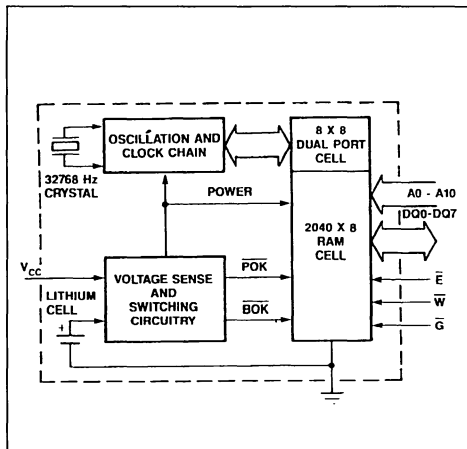 OSCILLATION AND
CLOCK CHAIN
8 X 8
DUAL PORT
CELL
32768 Hz
CRYSTAL
POWER
A0 - A10
DQ0-DQ7
2040 X 8
RAM
CELL
VCC
VOLTAGE SENSE
AND
SWITCHING
CIRCUITRY
POK
BOK
LITHIUM
CELL
+
E
W
G